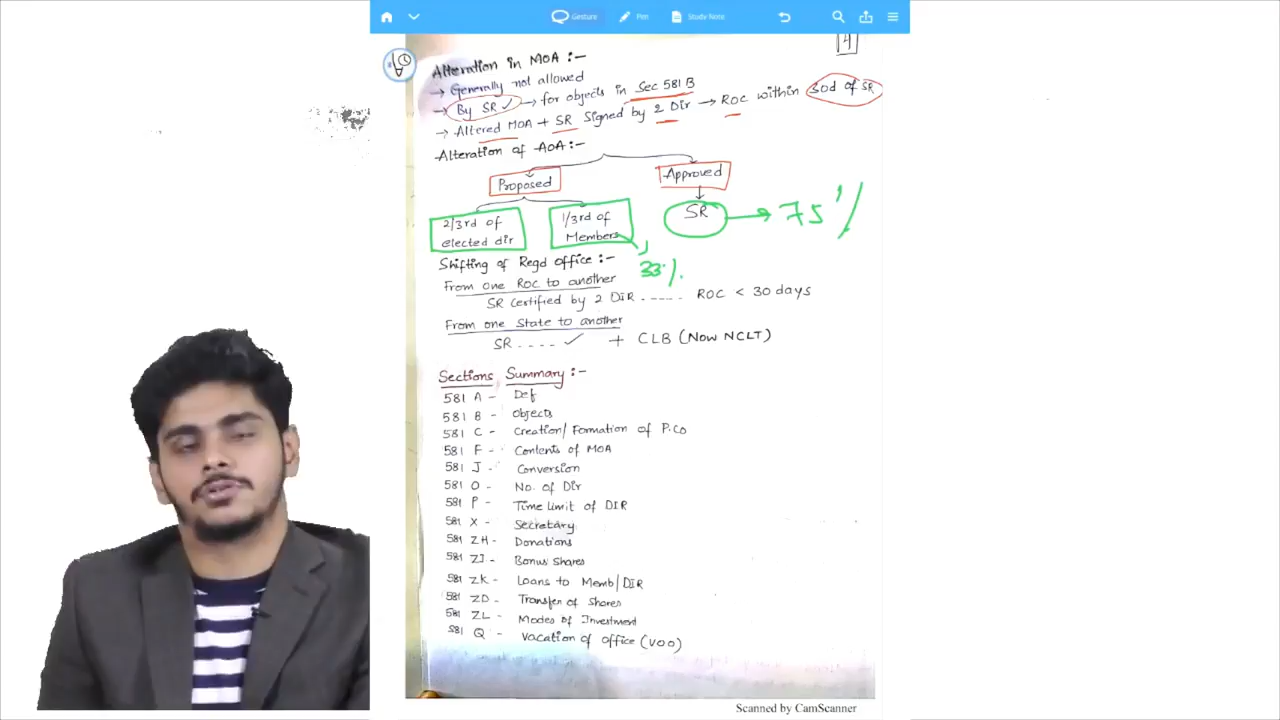 Gesture Pen Study Note
4
Alteration in MOA :-
→ Generally not allowed
→ By SR ✓ → for objects in Sec 581 B
→ Altered MOA + SR Signed by 2 Dir → ROC within 30d of SR
Alteration of AOA :-
Proposed Approved
2/3rd of elected dir 1/3rd of Members SR → 75 %
33%.
Shifting of Regd office :-
From one ROC to another
SR certified by 2 DIR ..... ROC < 30 days
From one State to another
SR .... ✓ + CLB (Now NCLT)
Sections Summary :-
581 A - Def
581 B - Objects
581 C - Creation/Formation of P.Co
581 F - Contents of MOA
581 J - Conversion
581 O - No. of Dir
581 P - Time limit of DIR
581 X - Secretary
581 ZH - Donations
581 ZJ - Bonus Shares
581 ZK - Loans to Memb/DIR
581 ZD - Transfer of Shares
581 ZL - Modes of Investment
581 Q - Vacation of office (VOO)
Scanned by CamScanner